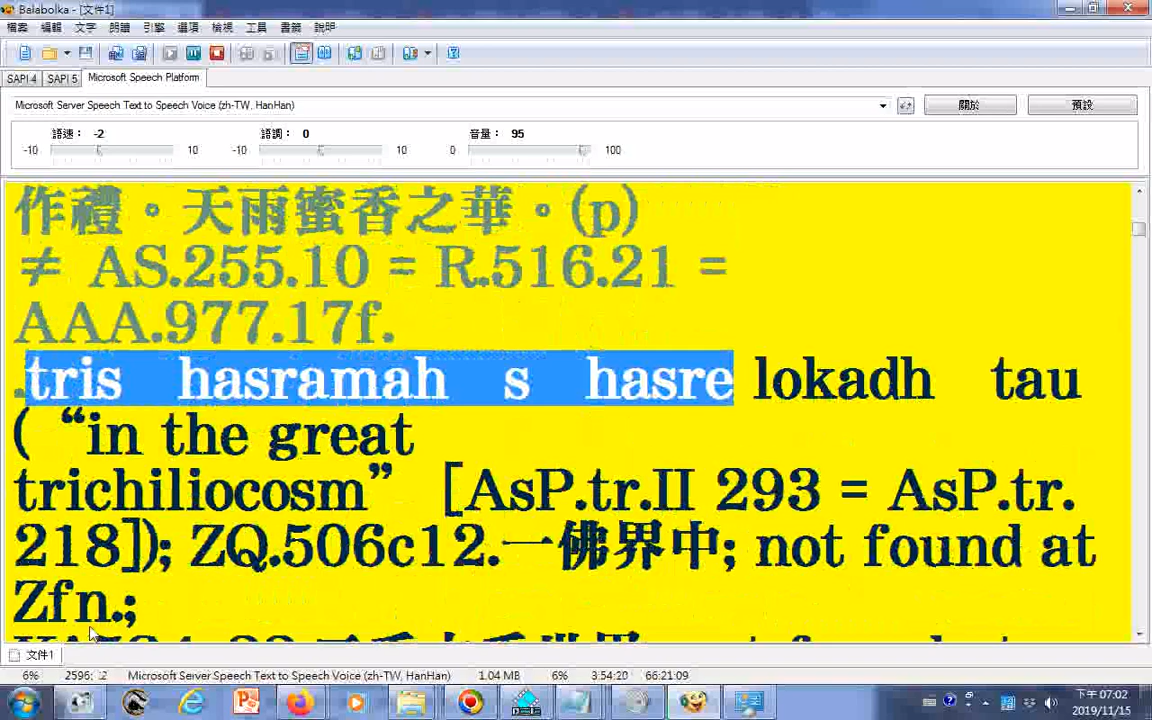 Balabolka - [文件1]
檔案 編輯 文字 朗讀 引擎 選項 檢視 工具 書籤 說明
SAPI 4 SAPI 5 Microsoft Speech Platform
Microsoft Server Speech Text to Speech Voice (zh-TW, HanHan) 關於 預設
語速： -2 語調： 0 音量： 95
-10 10 -10 10 0 100
作禮。天雨蜜香之華。(p)
≠ AS.255.10 = R.516.21 =
AAA.977.17f.
.tris hasramah s hasre lokadh tau
( “in the great
trichiliocosm” [AsP.tr.II 293 = AsP.tr.
218]); ZQ.506c12.一佛界中; not found at
Zfn.;
文件1
6% Microsoft Server Speech Text to Speech Voice (zh-TW, HanHan) 1.04 MB 6% 3:54:20 66:21:09
下午 07:02
2019/11/15